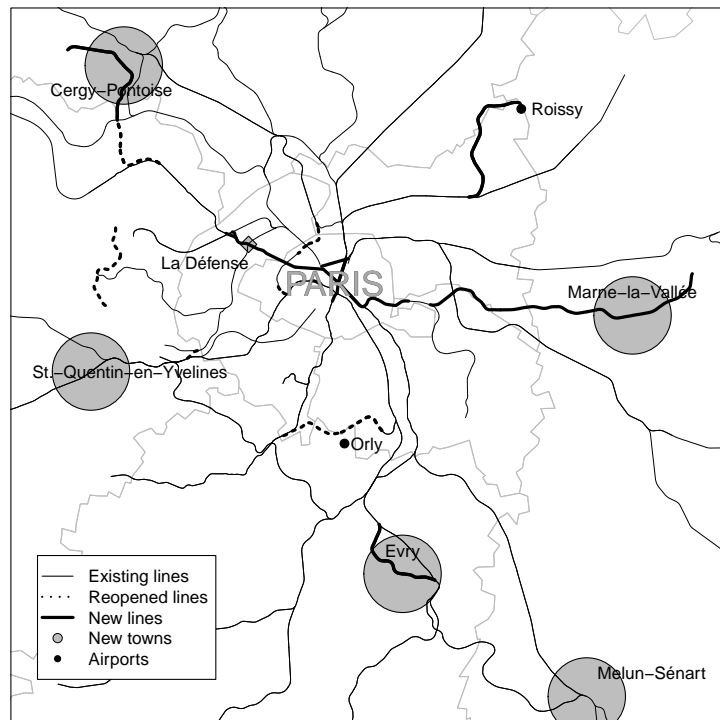 Cergy−Pontoise
Roissy
La Défense
PARIS
Marne−la−Vallée
St.−Quentin−en−Yvelines
Orly
Evry
Existing lines
Reopened lines
New lines
New towns
Airports
Melun−Sénart